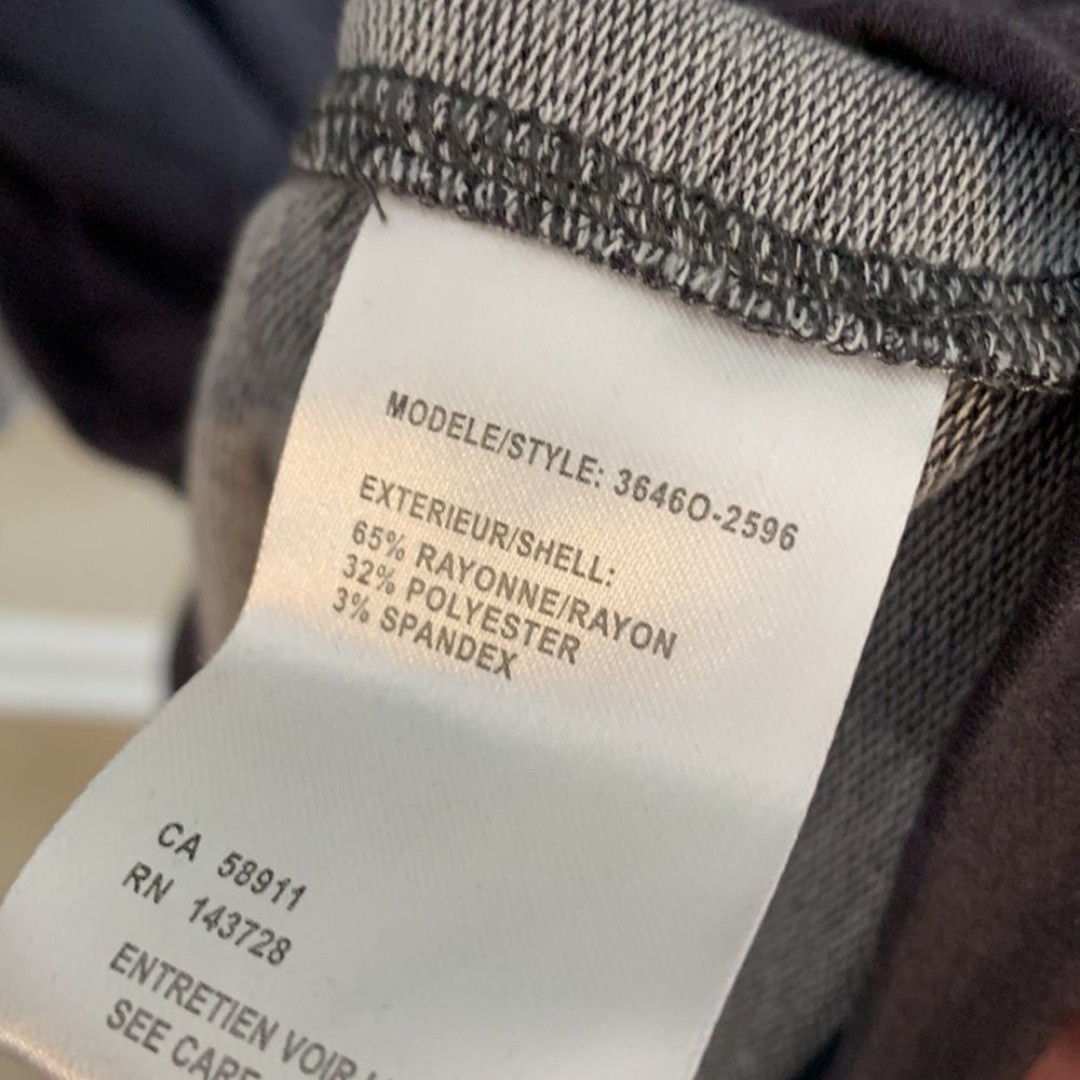 MODELE/STYLE: 3646O-2596
EXTERIEUR/SHELL:
65% RAYONNE/RAYON
32% POLYESTER
3% SPANDEX
CA 58911
RN 143728
ENTRETIEN VOIR
SEE CARE